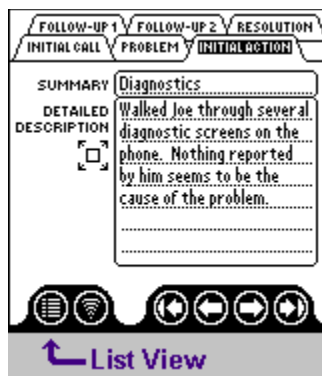 FOLLOW-UP 1 FOLLOW-UP 2 RESOLUTION
INITIAL CALL PROBLEM INITIAL ACTION
SUMMARY Diagnostics
DETAILED DESCRIPTION
Walked Joe through several
diagnostic screens on the
phone. Nothing reported
by him seems to be the
cause of the problem.
List View